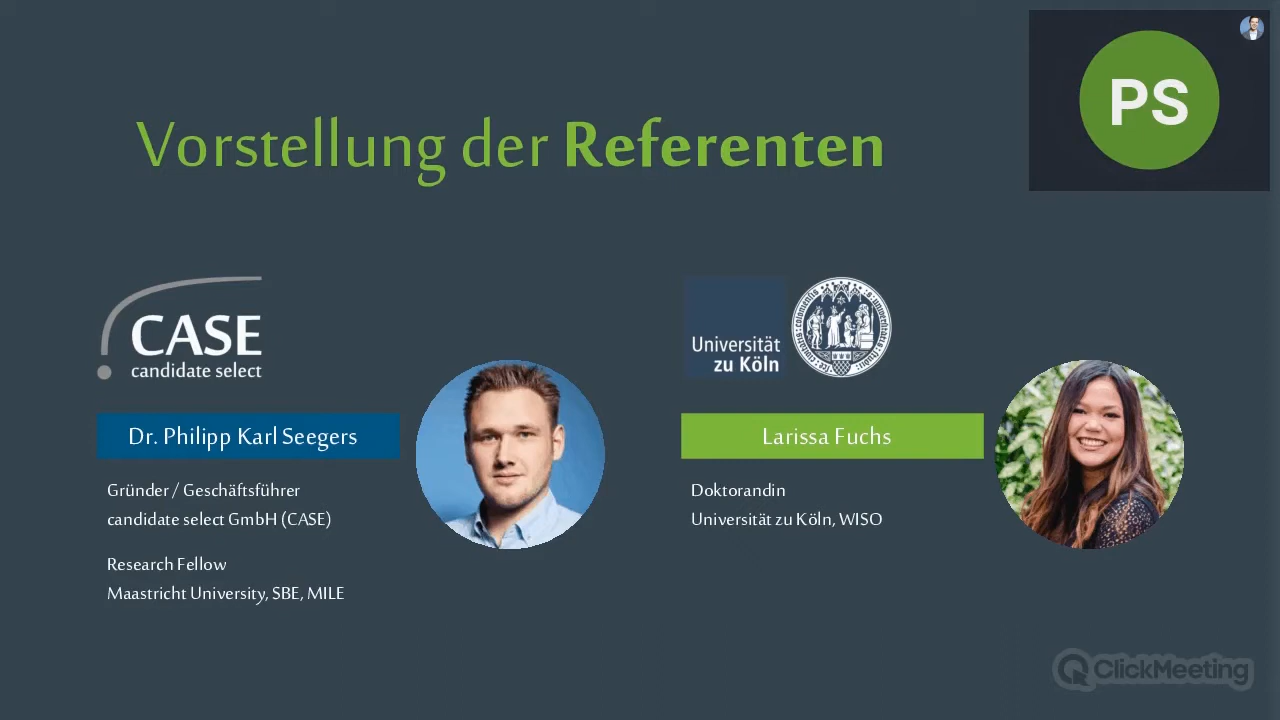 PS
Vorstellung der Referenten
CASE
candidate select
Universität
zu Köln
Dr. Philipp Karl Seegers
Larissa Fuchs
Gründer / Geschäftsführer
candidate select GmbH (CASE)
Research Fellow
Maastricht University, SBE, MILE
Doktorandin
Universität zu Köln, WISO
ClickMeeting